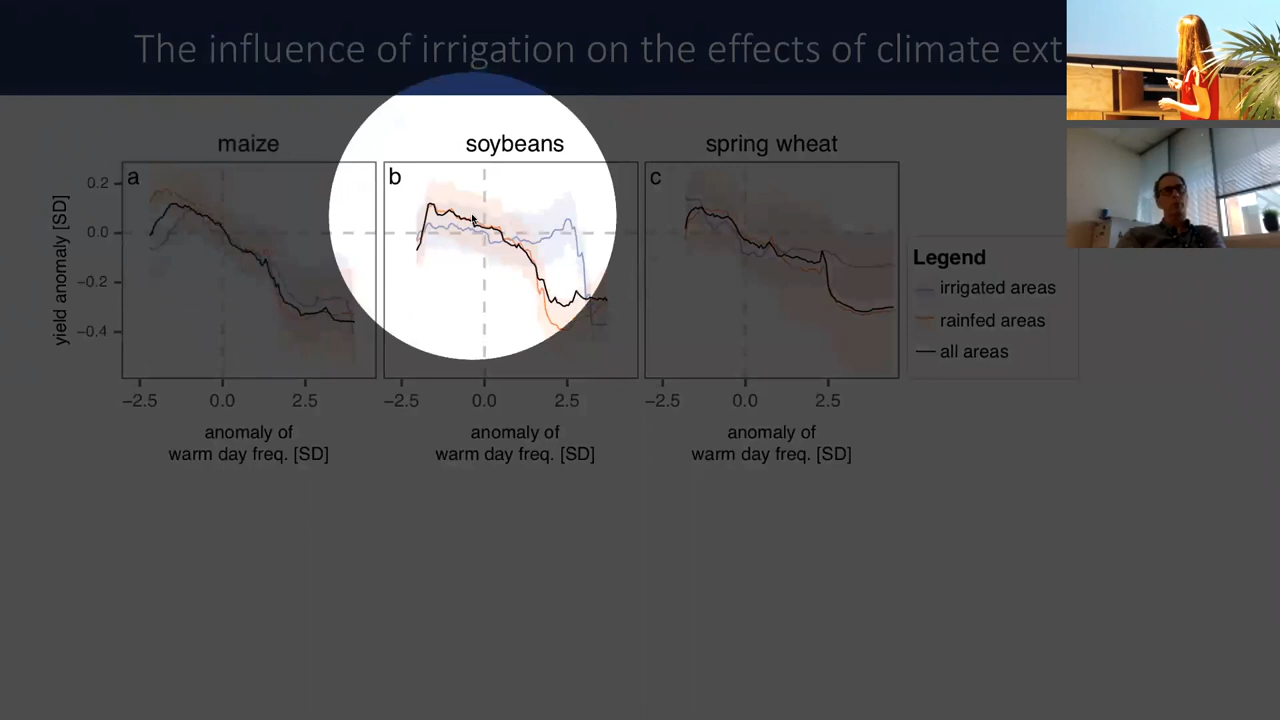 The influence of irrigation on the effects of climate ext
maize
soybeans
spring wheat
a
b
c
yield anomaly [SD]
0.2
0.0
−0.2
−0.4
−2.5
0.0
2.5
−2.5
0.0
2.5
−2.5
0.0
2.5
anomaly of
warm day freq. [SD]
anomaly of
warm day freq. [SD]
anomaly of
warm day freq. [SD]
Legend
irrigated areas
rainfed areas
all areas